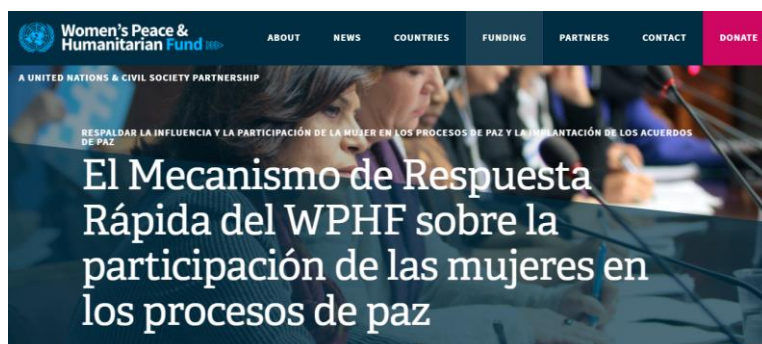 Women's Peace &
Humanitarian Fund
ABOUT NEWS COUNTRIES FUNDING PARTNERS CONTACT DONATE
A UNITED NATIONS & CIVIL SOCIETY PARTNERSHIP
RESPALDAR LA INFLUENCIA Y LA PARTICIPACIÓN DE LA MUJER EN LOS PROCESOS DE PAZ Y LA IMPLANTACIÓN DE LOS ACUERDOS
DE PAZ
El Mecanismo de Respuesta
Rápida del WPHF sobre la
participación de las mujeres en
los procesos de paz